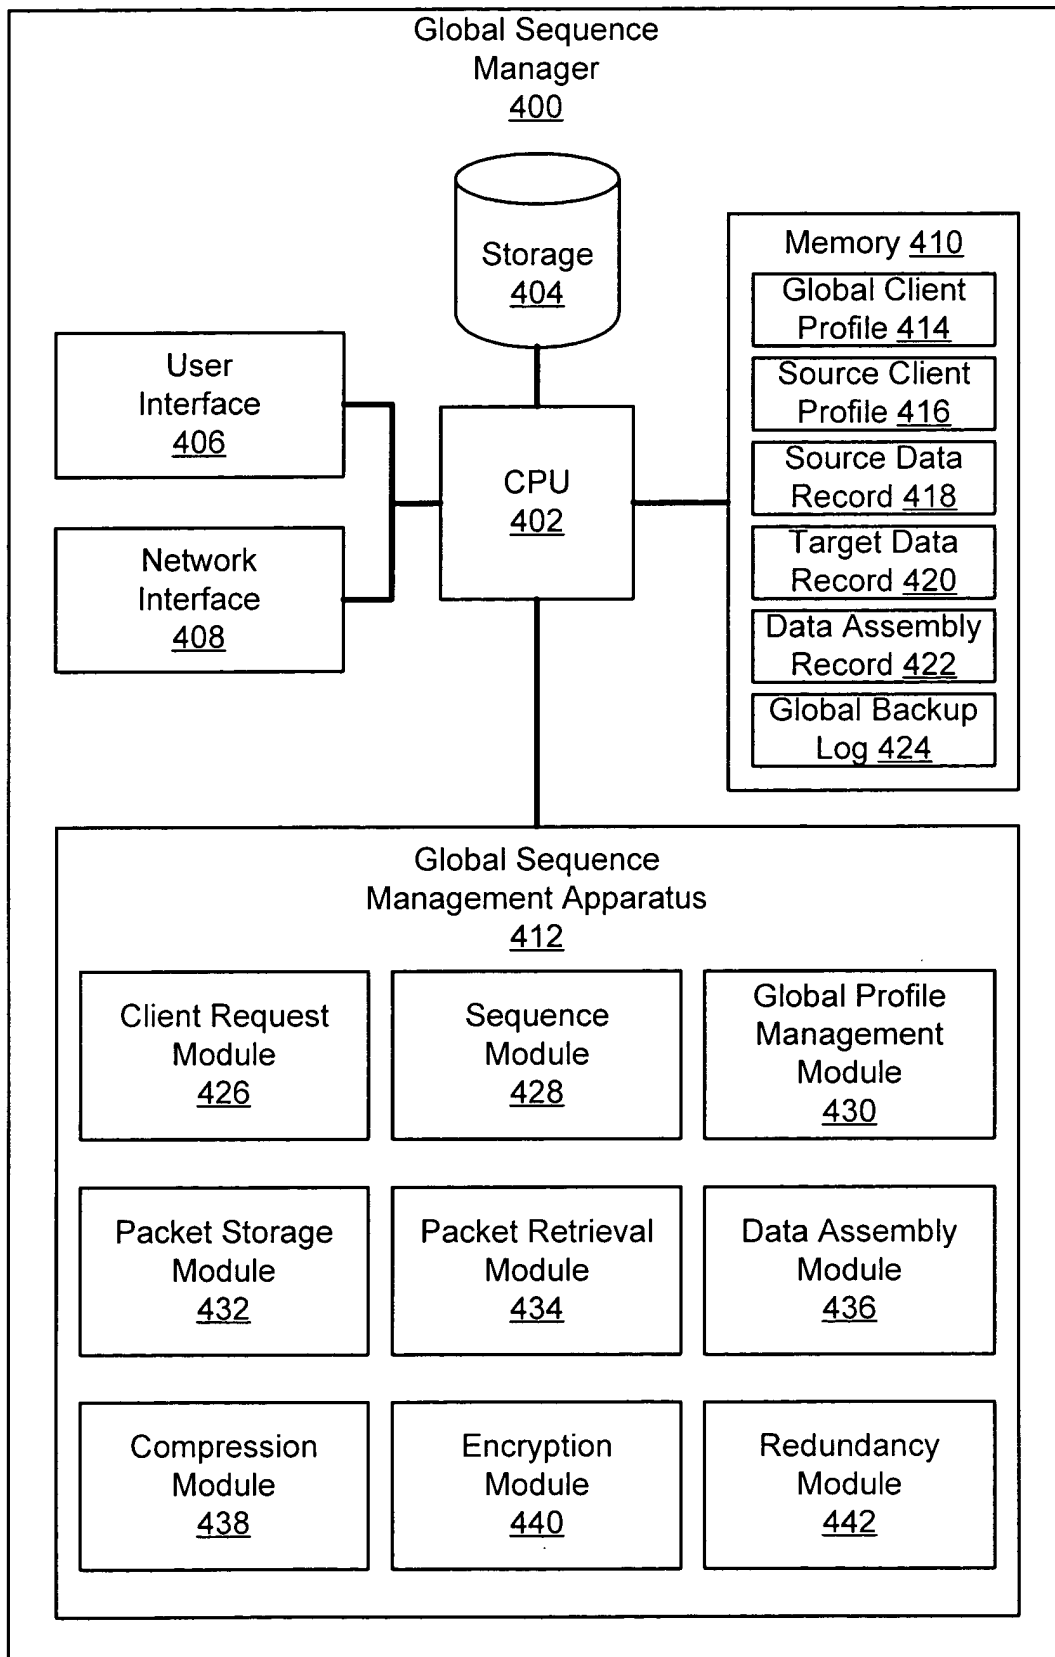 Global Sequence
Manager
400
Storage
404
Memory 410
Global Client
Profile 414
Source Client
Profile 416
Source Data
Record 418
Target Data
Record 420
Data Assembly
Record 422
Global Backup
Log 424
User
Interface
406
CPU
402
Network
Interface
408
Global Sequence
Management Apparatus
412
Client Request
Module
426
Sequence
Module
428
Global Profile
Management
Module
430
Packet Storage
Module
432
Packet Retrieval
Module
434
Data Assembly
Module
436
Compression
Module
438
Encryption
Module
440
Redundancy
Module
442